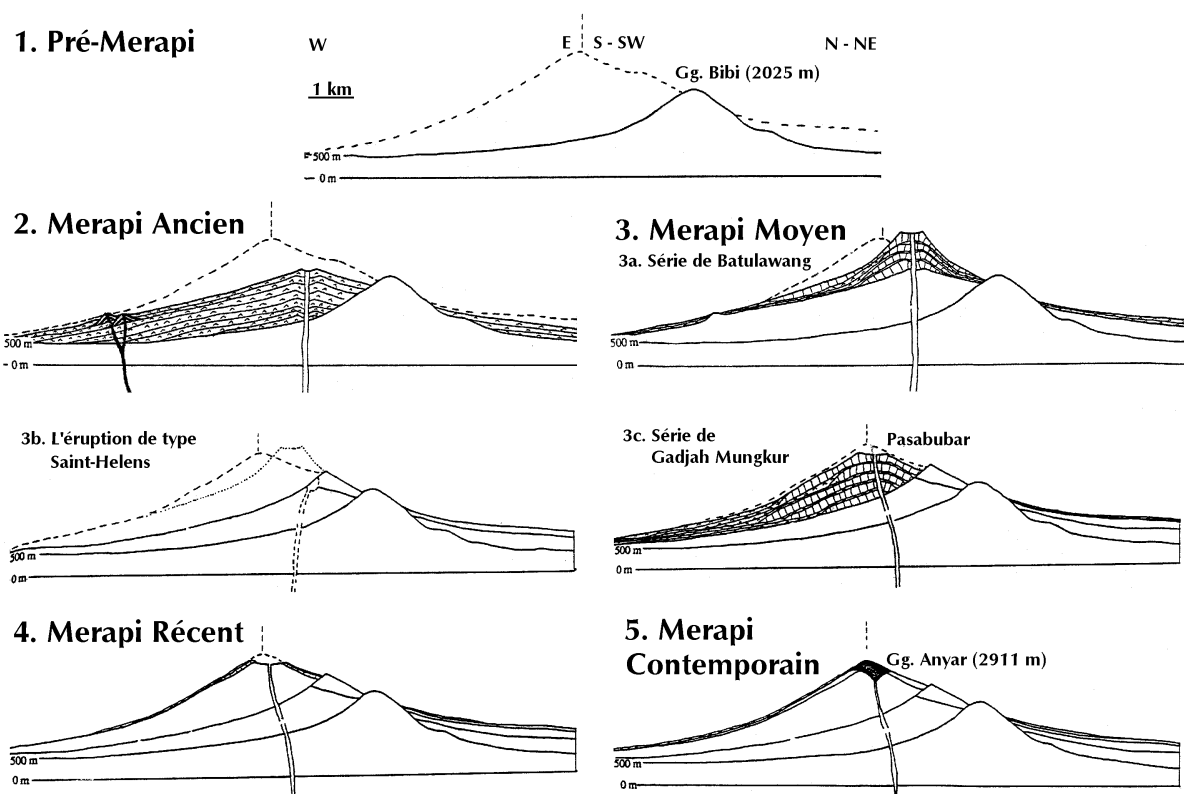 1. Pré-Merapi
W
E
S - SW
N - NE
Gg. Bibi (2025 m)
1 km
500 m
0 m
2. Merapi Ancien
500 m
0 m
3. Merapi Moyen
3a. Série de Batulawang
500 m
0 m
3b. L'éruption de type
Saint-Helens
500 m
0 m
3c. Série de
Gadjah Mungkur
Pasabubar
500 m
0 m
4. Merapi Récent
500 m
0 m
5. Merapi
Contemporain
Gg. Anyar (2911 m)
500 m
0 m